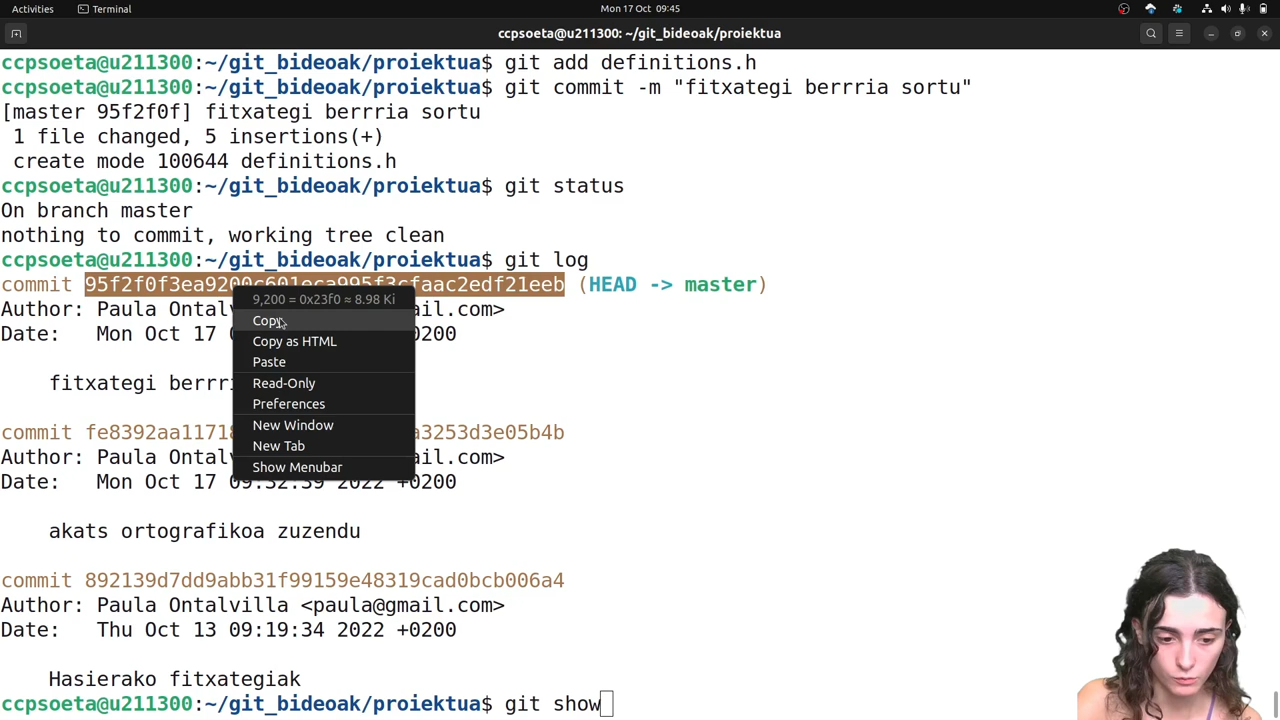 Activities Terminal Mon 17 Oct 09:45
ccpsoeta@u211300: ~/git_bideoak/proiektua
ccpsoeta@u211300:~/git_bideoak/proiektua$ git add definitions.h
ccpsoeta@u211300:~/git_bideoak/proiektua$ git commit -m "fitxategi berrria sortu"
[master 95f2f0f] fitxategi berrria sortu
1 file changed, 5 insertions(+)
create mode 100644 definitions.h
ccpsoeta@u211300:~/git_bideoak/proiektua$ git status
On branch master
nothing to commit, working tree clean
ccpsoeta@u211300:~/git_bideoak/proiektua$ git log
commit 95f2f0f3ea9200c601eca995f3cfaac2edf21eeb (HEAD -> master)
9,200 = 0x23f0 ≈ 8.98 Ki
Author: Paula ail.com>
Copy
Date: Mon Oct 17 0200
Copy as HTML
Paste
fitxategi
Read-Only
Preferences
New Window
commit fe8392aa11718 a3253d3e05b4b
New Tab
Author: Paula ail.com>
Show Menubar
Date: Mon Oct 17 09:32:39 2022 +0200
akats ortografikoa zuzendu
commit 892139d7dd9abb31f99159e48319cad0bcb006a4
Author: Paula Ontalvilla <paula@gmail.com>
Date: Thu Oct 13 09:19:34 2022 +0200
Hasierako fitxategiak
ccpsoeta@u211300:~/git_bideoak/proiektua$ git show